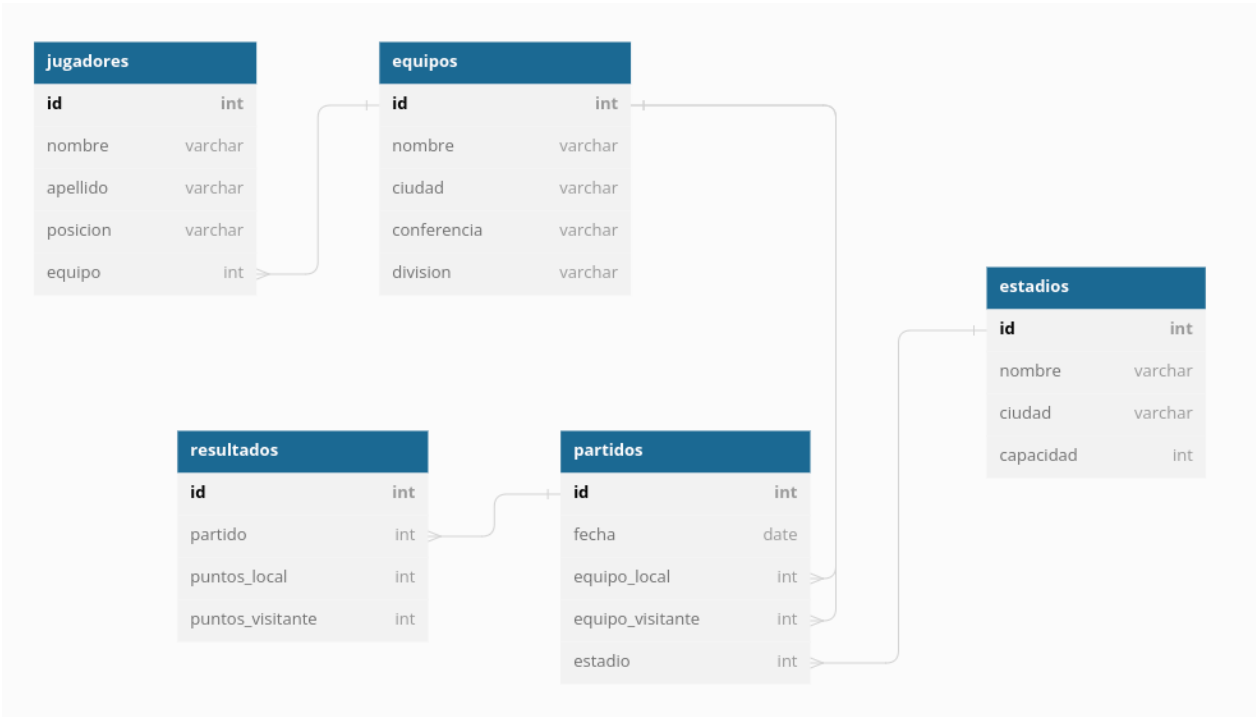 jugadores
id int
nombre varchar
apellido varchar
posicion varchar
equipo int
equipos
id int
nombre varchar
ciudad varchar
conferencia varchar
division varchar
estadios
id int
nombre varchar
ciudad varchar
capacidad int
resultados
id int
partido int
puntos_local int
puntos_visitante int
partidos
id int
fecha date
equipo_local int
equipo_visitante int
estadio int